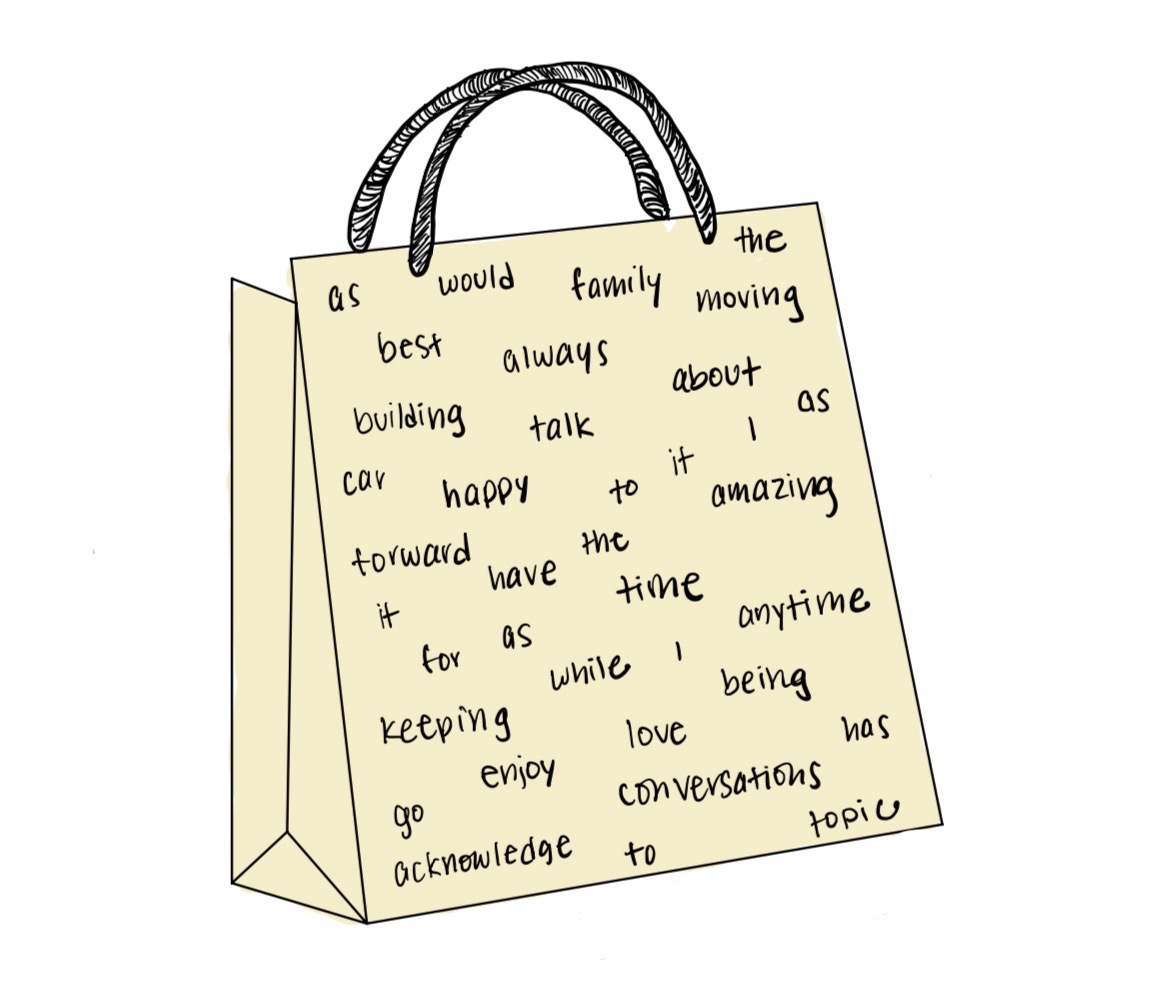 the
as would family moving
best always about
building talk I as
car happy to it amazing
forward have the
it time anytime
for as while I being
keeping love has
enjoy conversations
go topic
acknowledge to